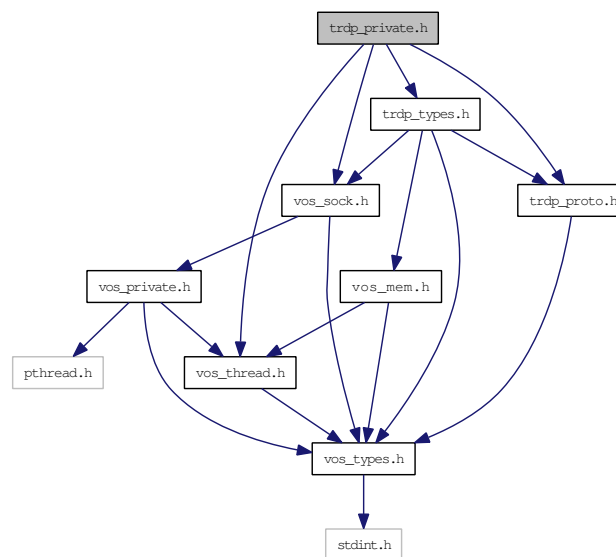 trdp_private.h
trdp_types.h
vos_sock.h
trdp_proto.h
vos_private.h
vos_mem.h
pthread.h
vos_thread.h
vos_types.h
stdint.h